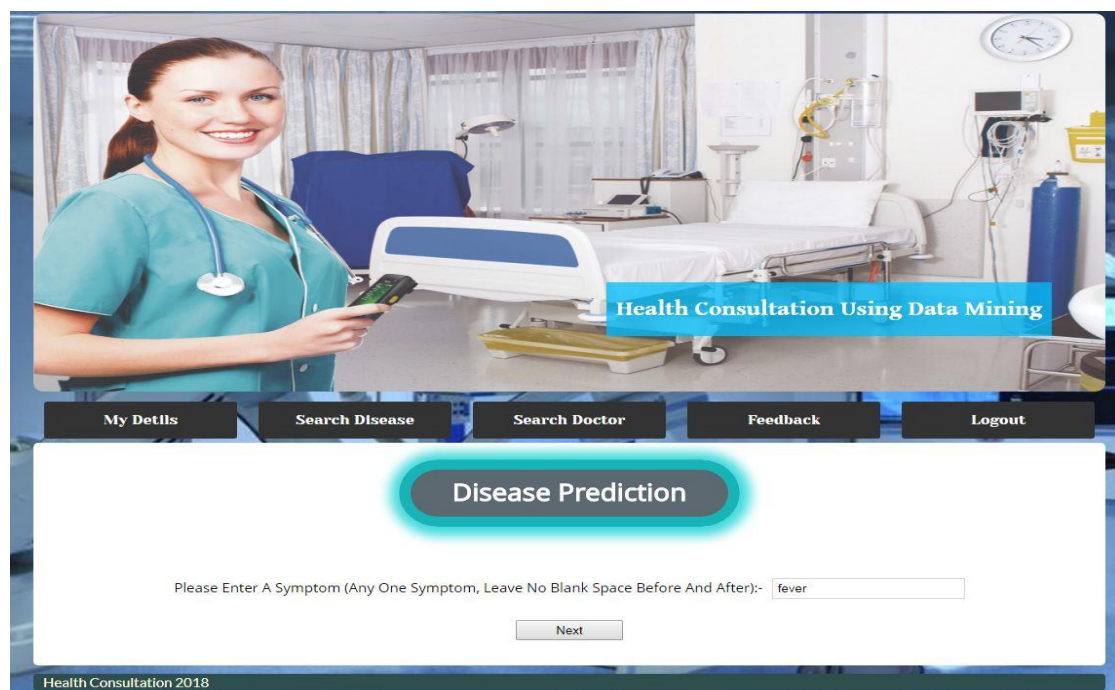 Health Consultation Using Data Mining
My Detils
Search Disease
Search Doctor
Feedback
Logout
Disease Prediction
Please Enter A Symptom (Any One Symptom, Leave No Blank Space Before And After):- fever
Next
Health Consultation 2018